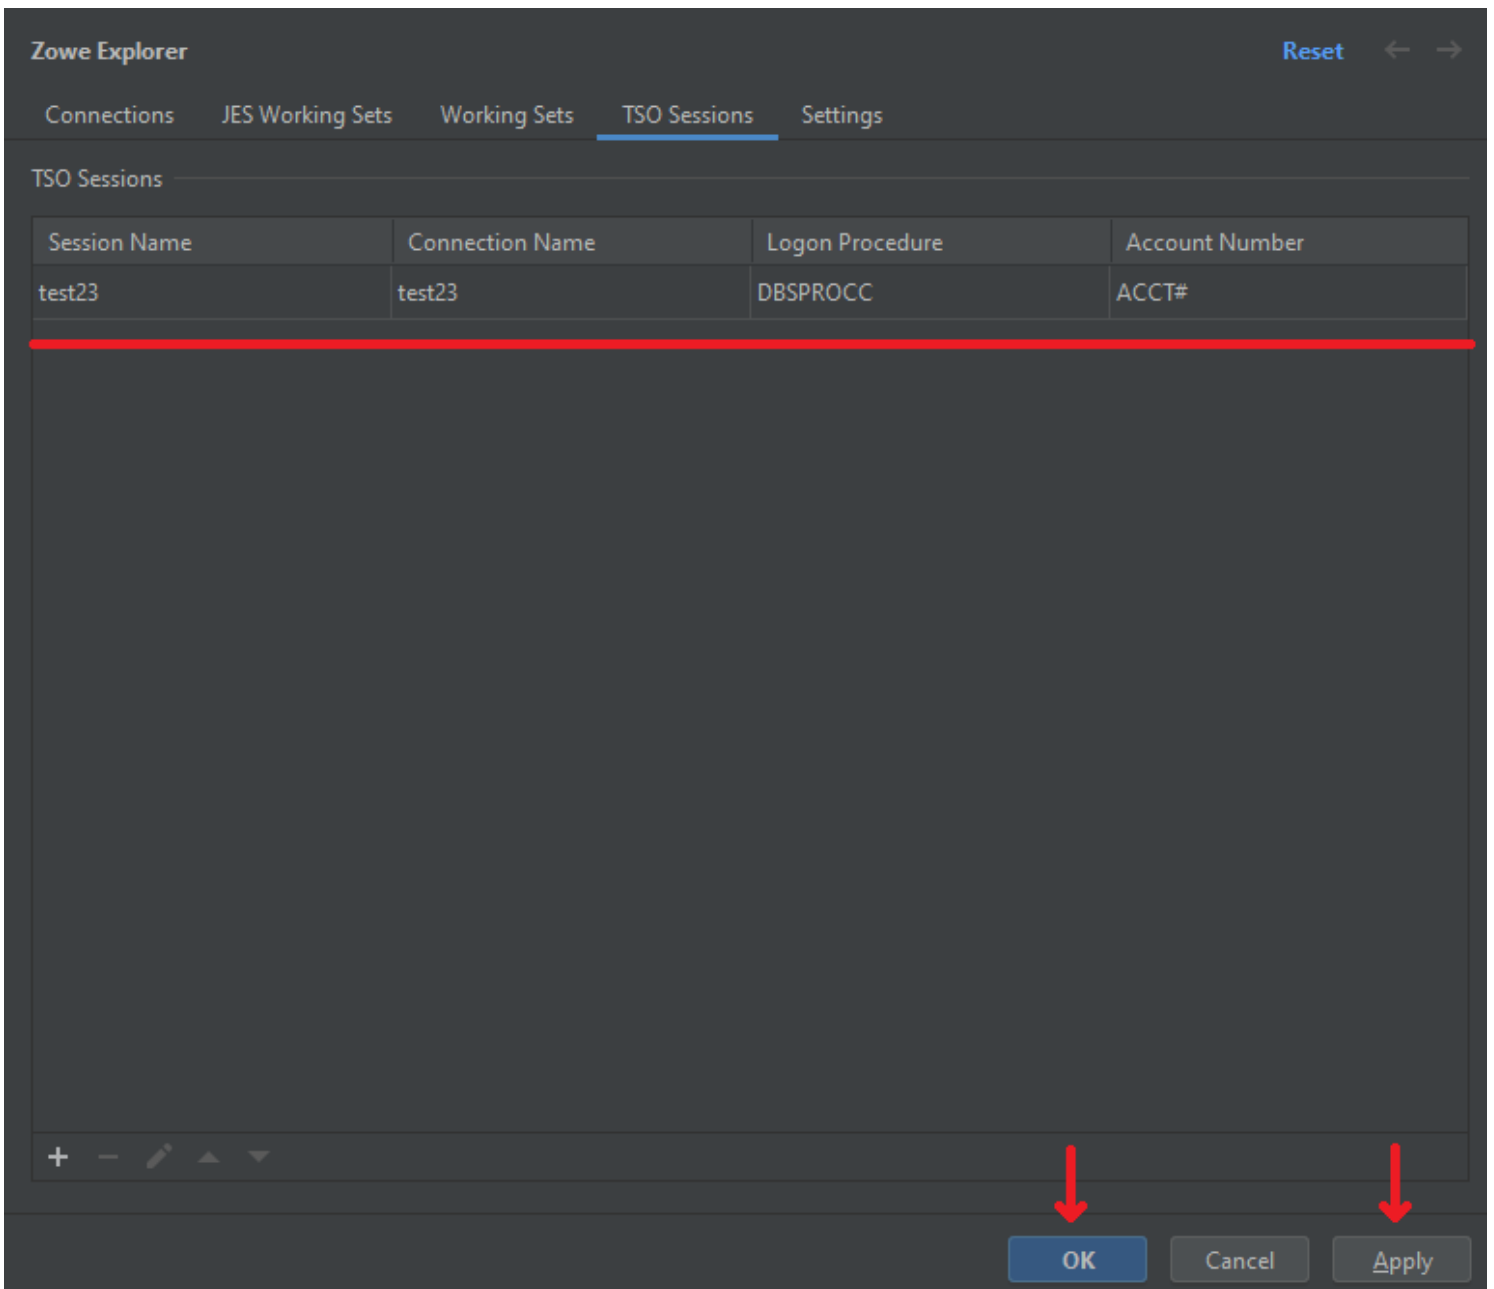 Zowe Explorer Reset
Connections JES Working Sets Working Sets TSO Sessions Settings
TSO Sessions
Session Name Connection Name Logon Procedure Account Number
test23 test23 DBSPROCC ACCT#
OK Cancel Apply